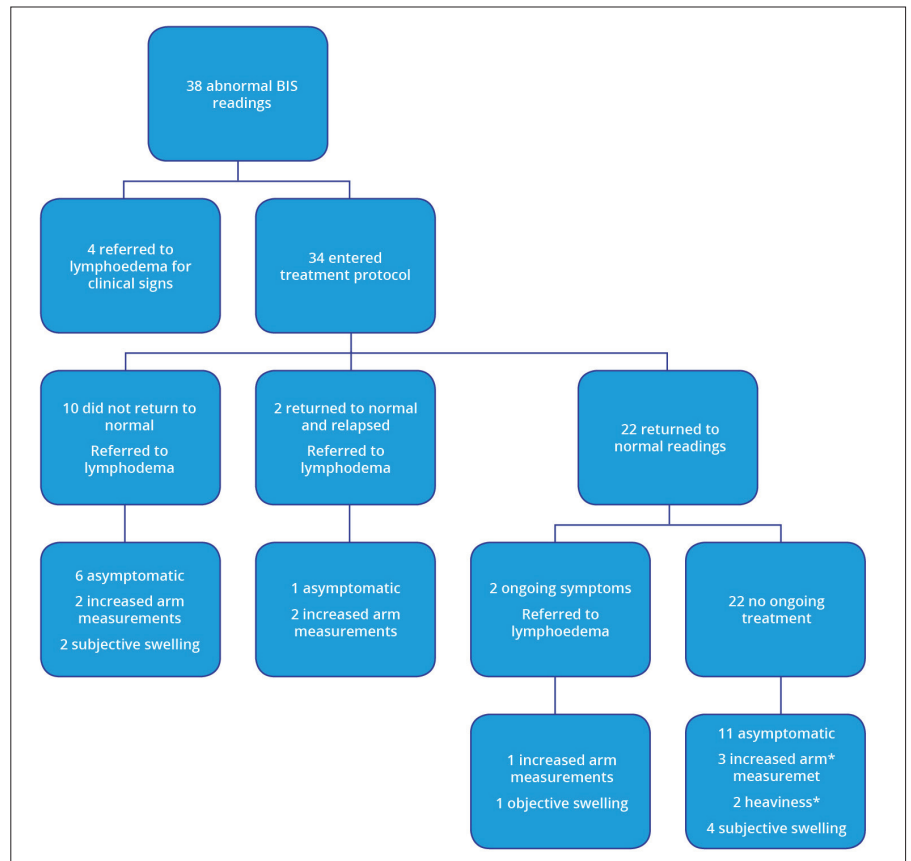 38 abnormal BIS
readings
4 referred to
lymphoedema for
clinical signs
34 entered
treatment protocol
10 did not return to
normal
Referred to
lymphodema
2 returned to normal
and relapsed
Referred to
lymphodema
22 returned to
normal readings
6 asymptomatic
2 increased arm
measurements
2 subjective swelling
1 asymptomatic
2 increased arm
measurements
2 ongoing symptoms
Referred to
lymphoedema
22 no ongoing
treatment
1 increased arm
measurements
1 objective swelling
11 asymptomatic
3 increased arm*
measuremet
2 heaviness*
4 subjective swelling